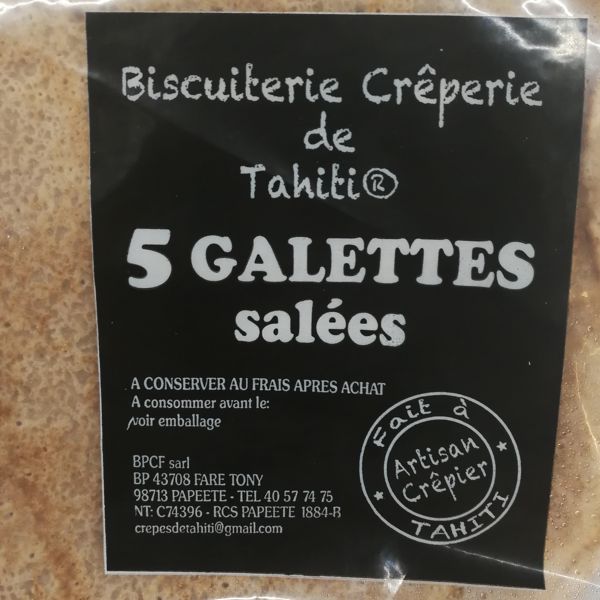 Biscuiterie Crêperie
de
Tahiti®
5 GALETTES
salées
A CONSERVER AU FRAIS APRES ACHAT
A consommer avant le:
voir emballage
BPCF sarl
BP 43708 FARE TONY
98713 PAPEETE - TEL 40 57 74 75
NT: C74396 - RCS PAPEETE 1884-B
crepesdetahiti@gmail.com
Fait à
Artisan
Crêpier
TAHITI